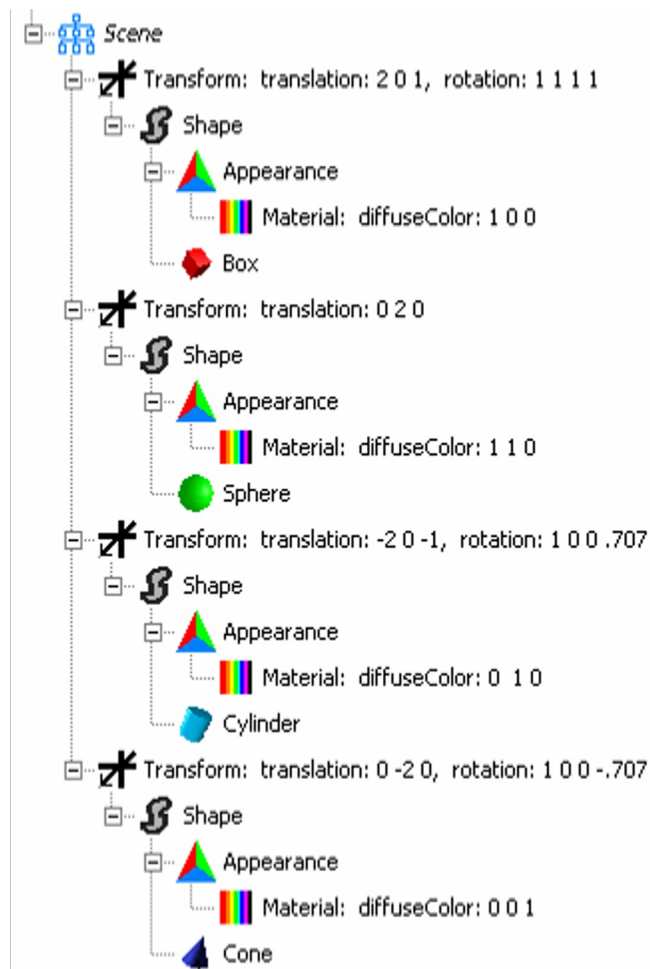 Scene
Transform: translation: 2 0 1, rotation: 1 1 1 1
Shape
Appearance
Material: diffuseColor: 1 0 0
Box
Transform: translation: 0 2 0
Shape
Appearance
Material: diffuseColor: 1 1 0
Sphere
Transform: translation: -2 0 -1, rotation: 1 0 0 .707
Shape
Appearance
Material: diffuseColor: 0 1 0
Cylinder
Transform: translation: 0 -2 0, rotation: 1 0 0 -.707
Shape
Appearance
Material: diffuseColor: 0 0 1
Cone